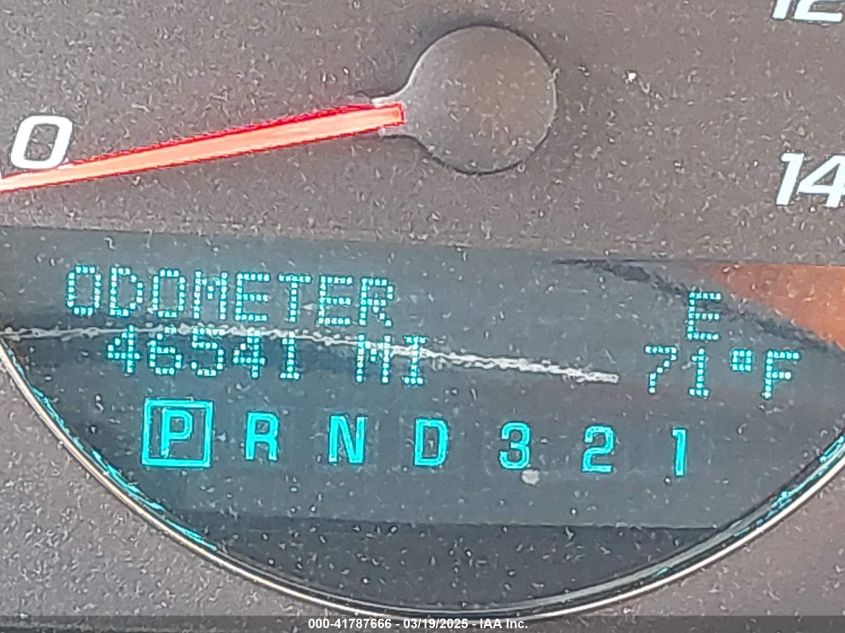 12
0
14
ODOMETER E
46541 MI 71°F
P R N D 3 2 1
000-41787666 - 03/19/2025 - IAA Inc.